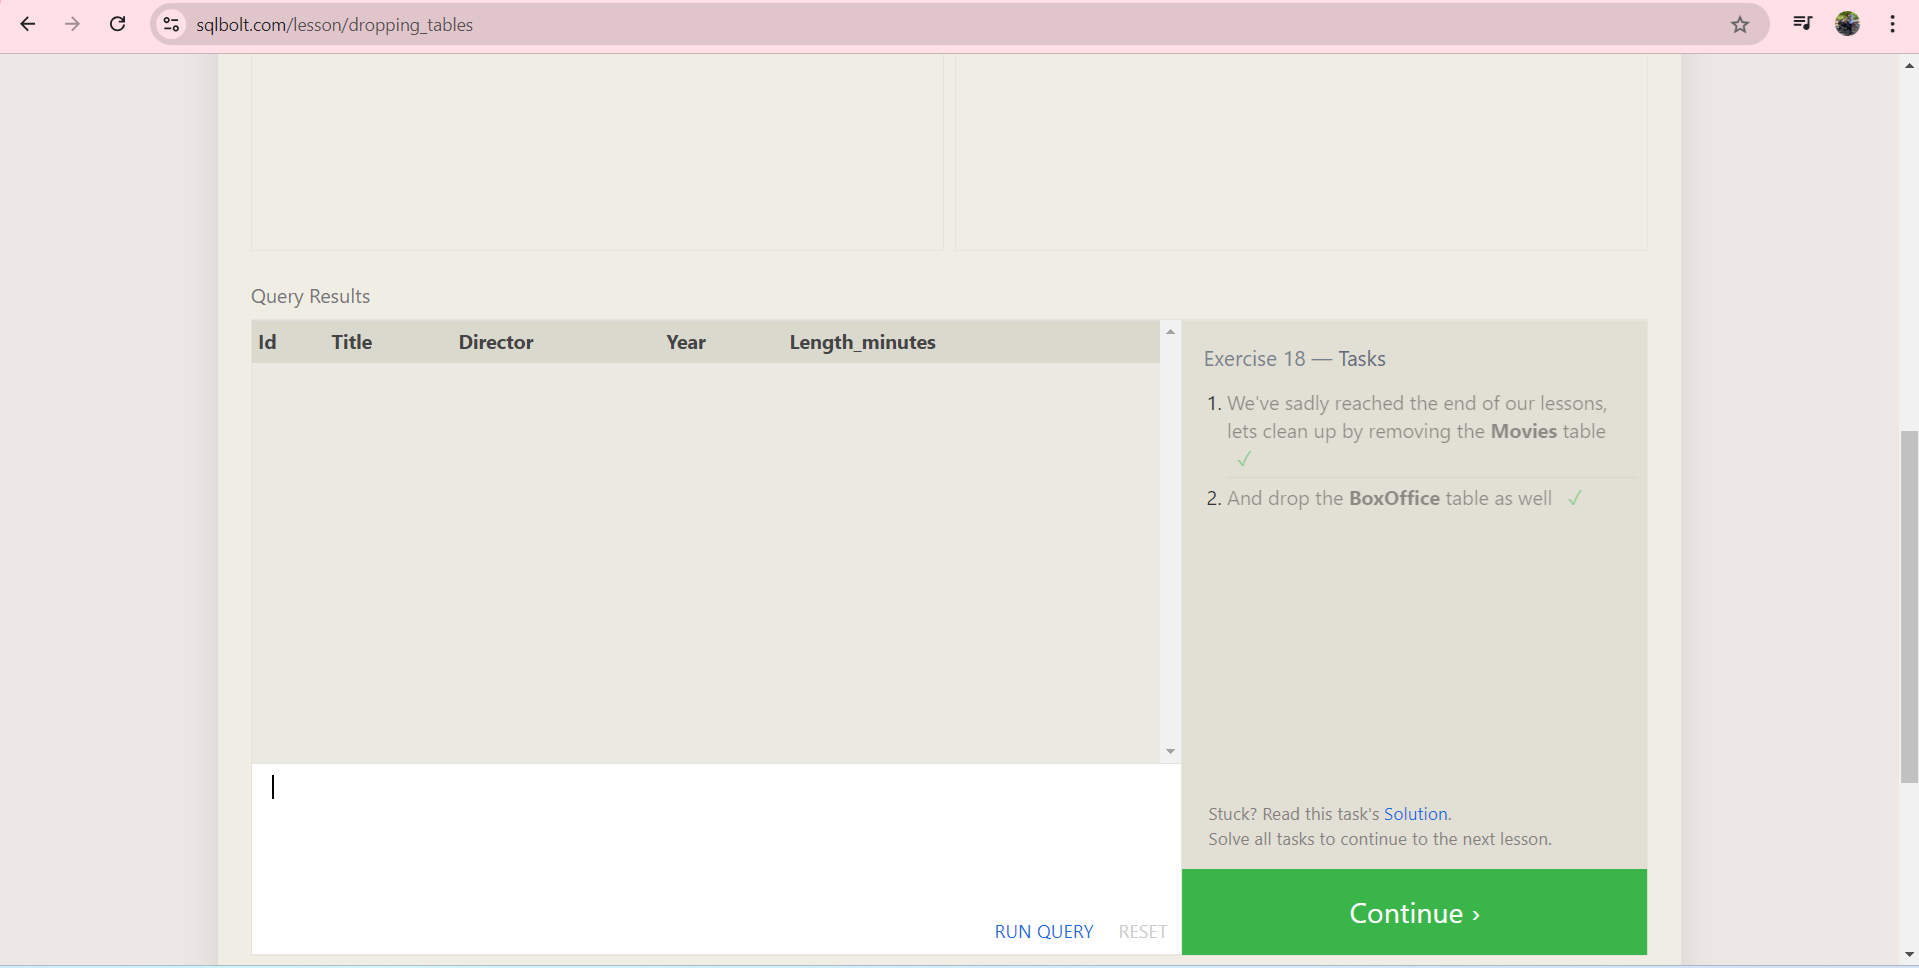 sqlbolt.com/lesson/dropping_tables
Query Results
Id Title Director Year Length_minutes
Exercise 18 — Tasks
1. We've sadly reached the end of our lessons,
lets clean up by removing the Movies table
✓
2. And drop the BoxOffice table as well ✓
Stuck? Read this task's Solution.
Solve all tasks to continue to the next lesson.
RUN QUERY RESET
Continue ›